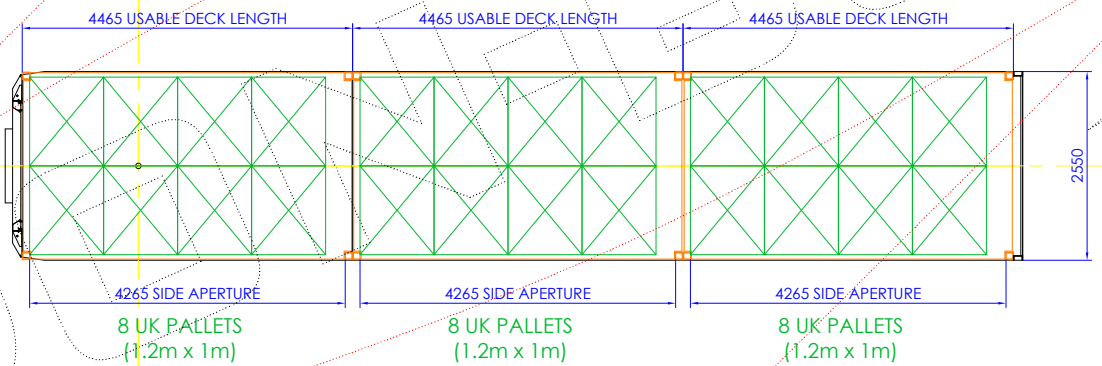 4465 USABLE DECK LENGTH
4465 USABLE DECK LENGTH
4465 USABLE DECK LENGTH
2550
4265 SIDE APERTURE
4265 SIDE APERTURE
4265 SIDE APERTURE
8 UK PALLETS
(1.2m x 1m)
8 UK PALLETS
(1.2m x 1m)
8 UK PALLETS
(1.2m x 1m)